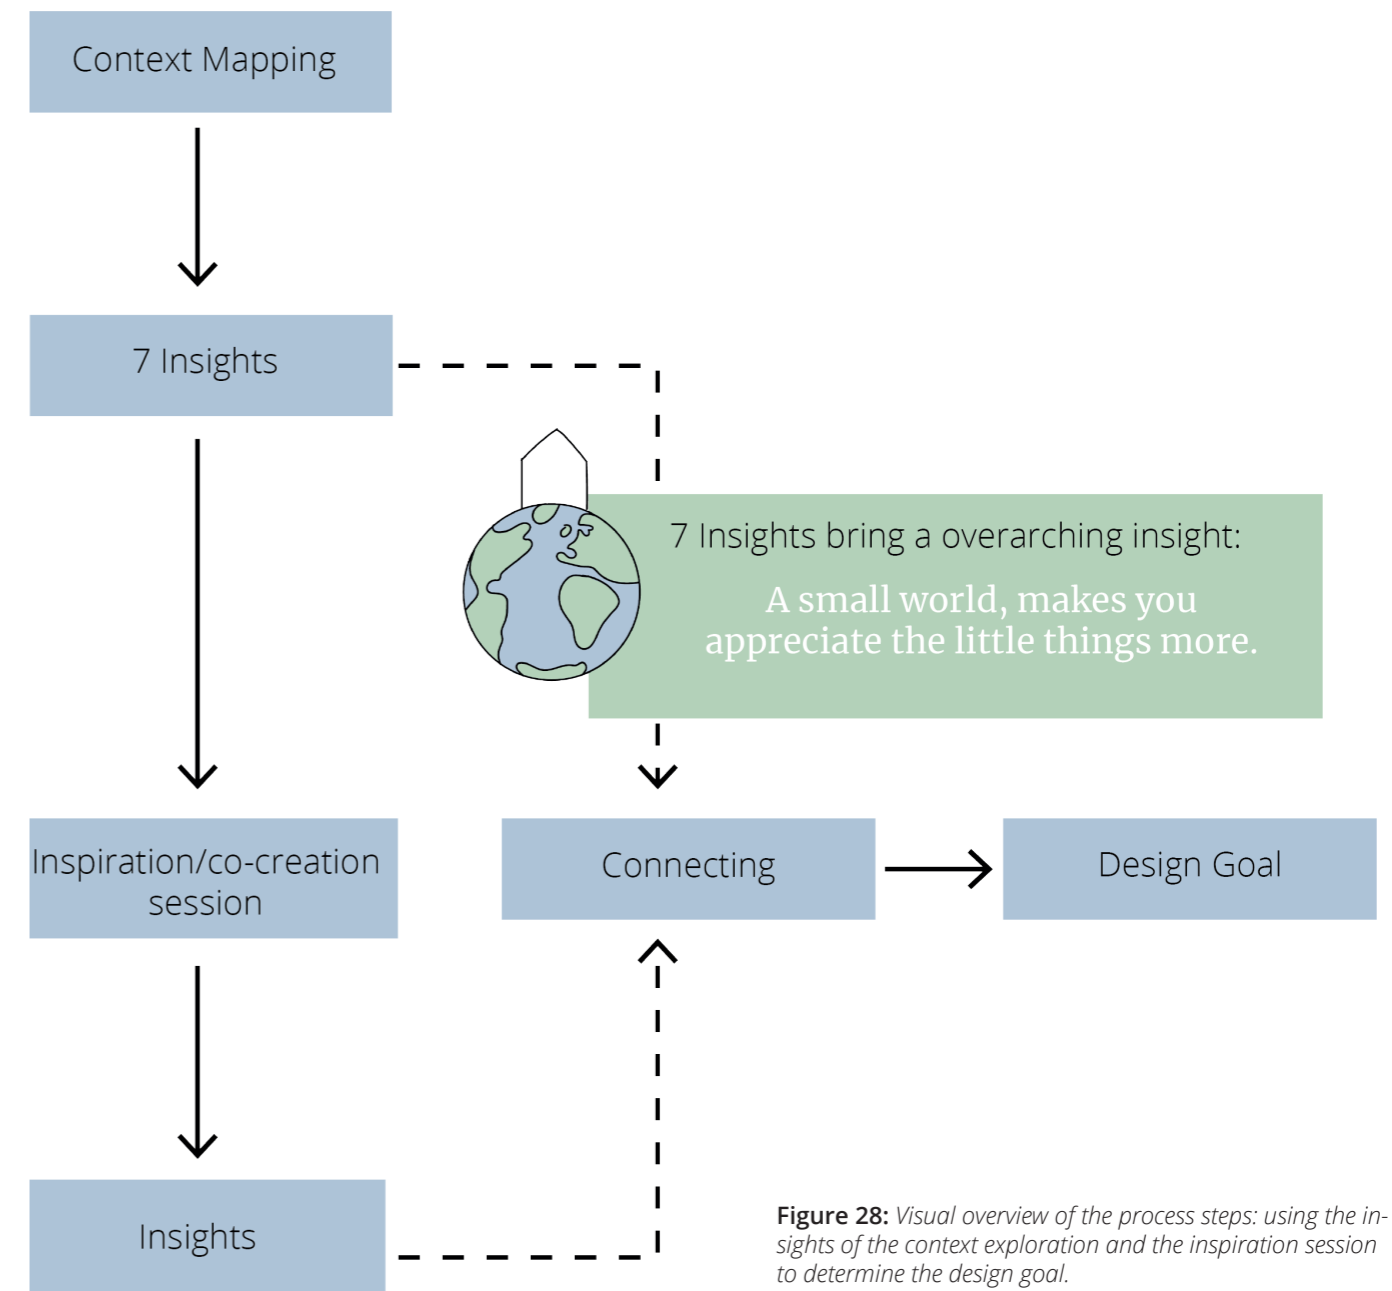 Context Mapping
7 Insights
7 Insights bring a overarching insight:
A small world, makes you
appreciate the little things more.
Inspiration/co-creation
session
Connecting
Design Goal
Insights
Figure 28: Visual overview of the process steps: using the in-
sights of the context exploration and the inspiration session
to determine the design goal.